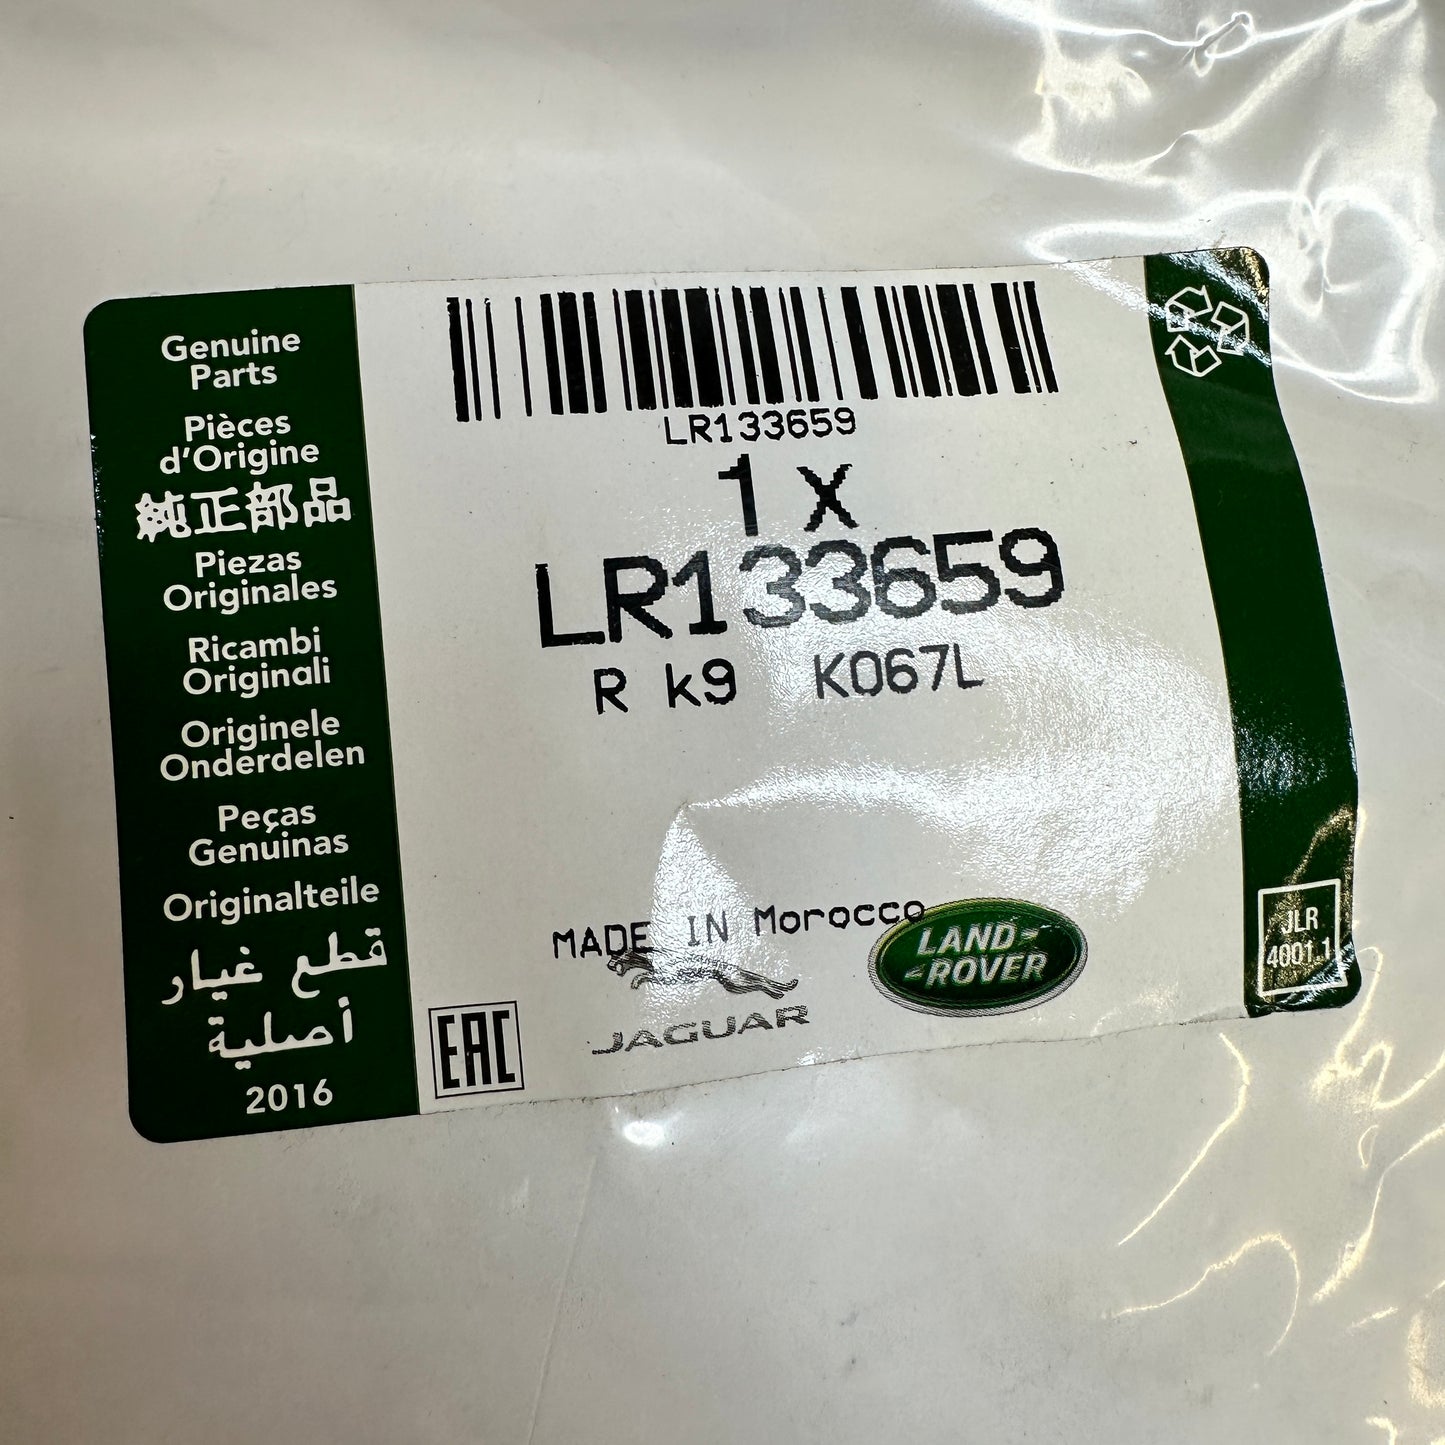 Genuine
Parts
Pièces
d'Origine
純正部品
Piezas
Originales
Ricambi
Originali
Originele
Onderdelen
Peças
Genuinas
Originalteile
قطع غيار
أصلية
2016
LR133659
1 x
LR133659
R k9 K067L
MADE IN Morocco
JAGUAR
LAND-
-ROVER
EAC
JLR
4001.1